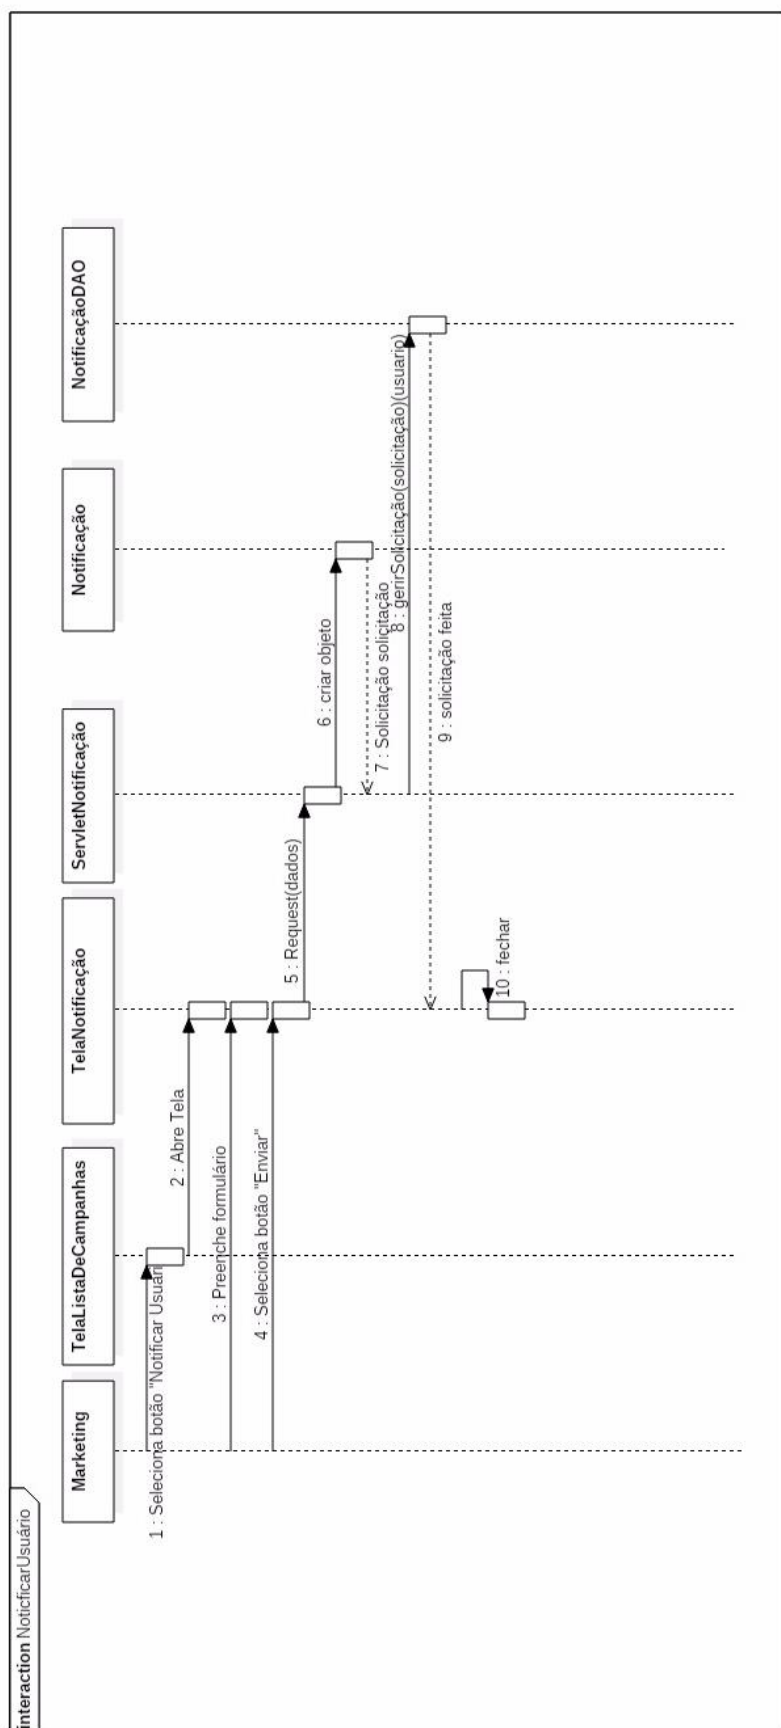 interaction NoticficarUsuário
Marketing
TelaListaDeCampanhas
TelaNotificação
ServletNotificação
Notificação
NotificaçãoDAO
1 : Seleciona botão "Notificar Usuári
2 : Abre Tela
3 : Preenche formulário
4 : Seleciona botão "Enviar"
5 : Request(dados)
6 : criar objeto
7 : Solicitação solicitação
8 : gerirSolicitação(solicitação)(usuario)
9 : solicitação feita
10 : fechar